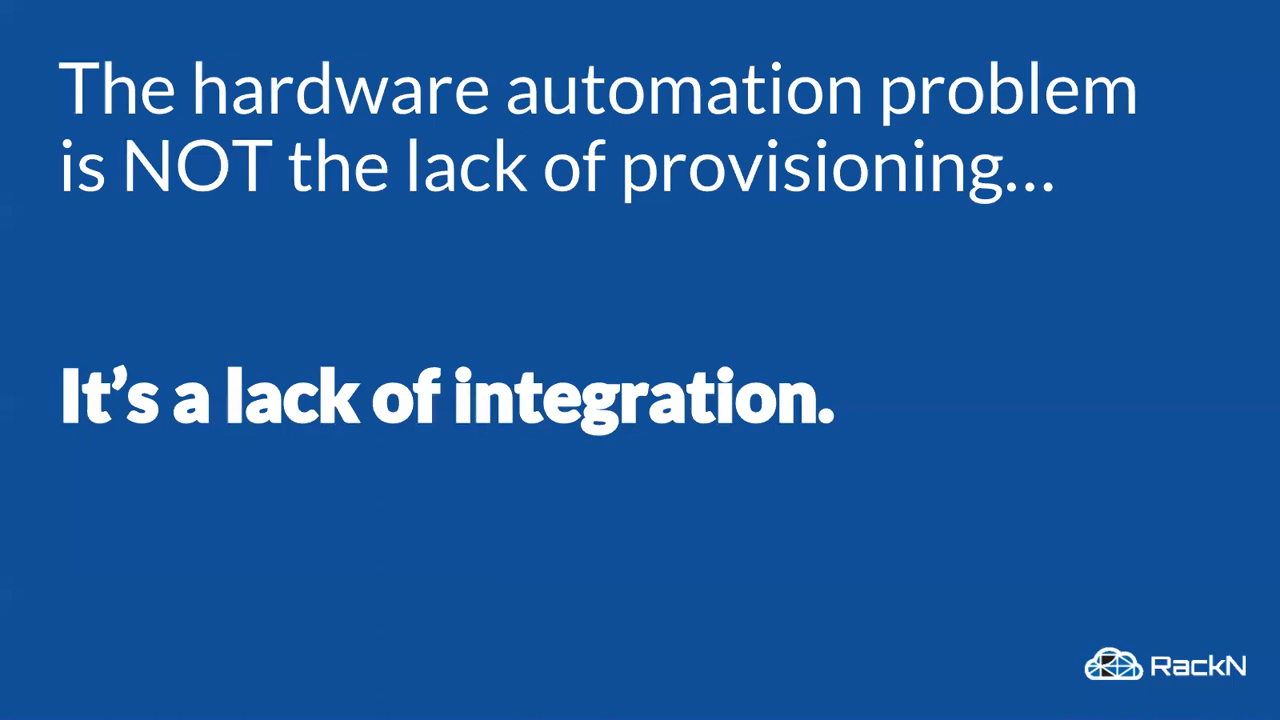 The hardware automation problem
is NOT the lack of provisioning…
It’s a lack of integration.
RackN